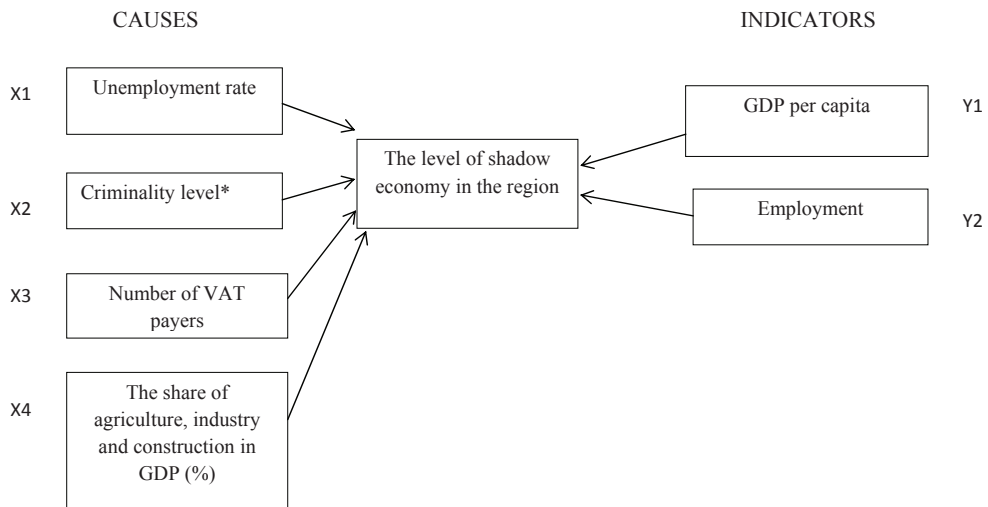 CAUSES
INDICATORS
X1
Unemployment rate
X2
Criminality level*
X3
Number of VAT
payers
X4
The share of
agriculture, industry
and construction in
GDP (%)
The level of shadow
economy in the region
GDP per capita
Y1
Employment
Y2